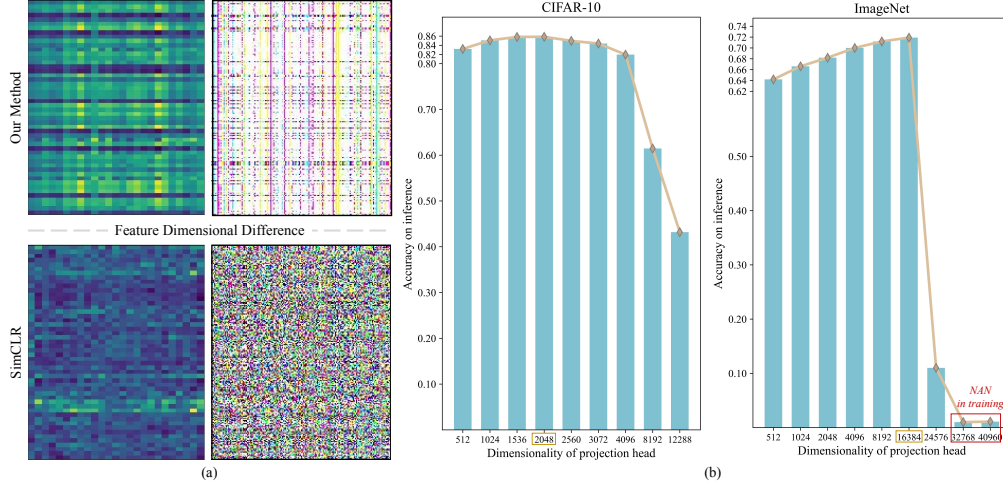 Our Method
Feature Dimensional Difference
SimCLR
(a)
CIFAR-10
Accuracy on inference
0.86
0.84
0.82
0.80
0.70
0.60
0.50
0.40
0.30
0.20
0.10
512 1024 1536 2048 2560 3072 4096 8192 12288
Dimensionality of projection head
ImageNet
Accuracy on inference
0.74
0.72
0.70
0.68
0.66
0.64
0.62
0.50
0.40
0.30
0.20
0.10
NAN
in training
512 1024 2048 4096 8192 16384 24576 32768 40960
Dimensionality of projection head
(b)